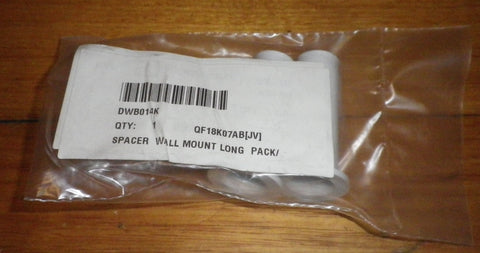 DWB014K
QTY: 1 QF18K07AB[JV]
SPACER WALL MOUNT LONG PACK/